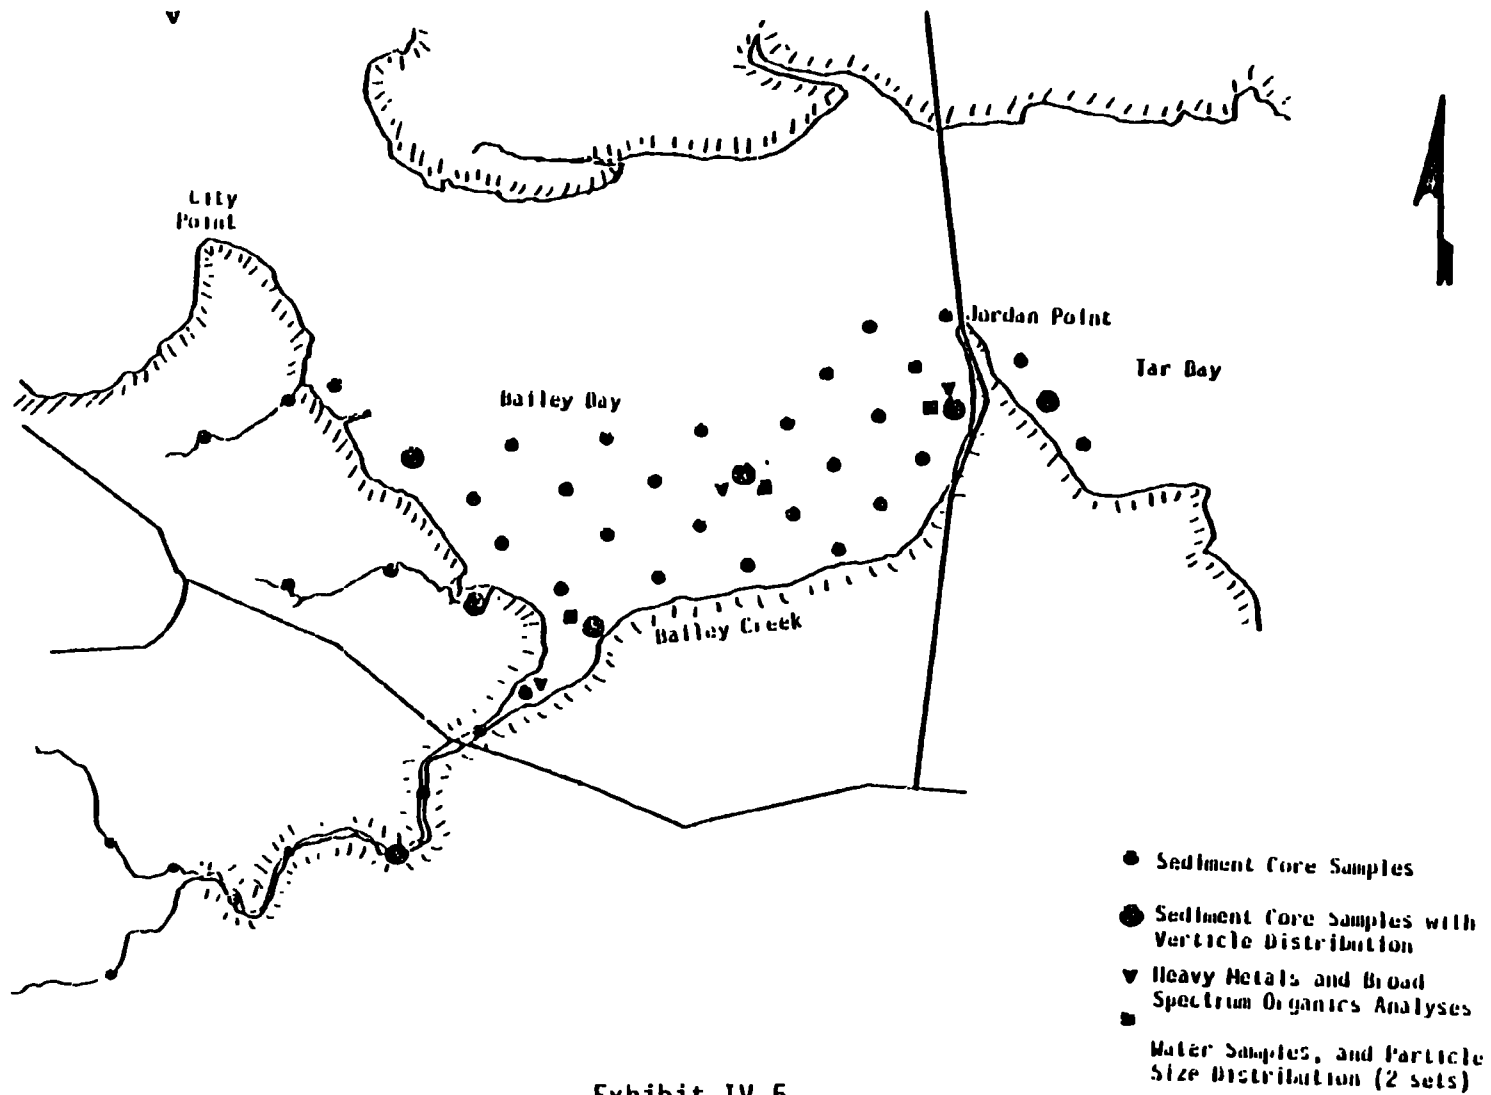 City
Point
Jordan Point
Tar Bay
Bailey Bay
Bailey Creek
Sediment Core Samples
Sediment Core Samples with
Verticle Distribution
Heavy Metals and Broad
Spectrum Organics Analyses
Water Samples, and Particle
Size Distribution (2 sets)
Exhibit IV-5